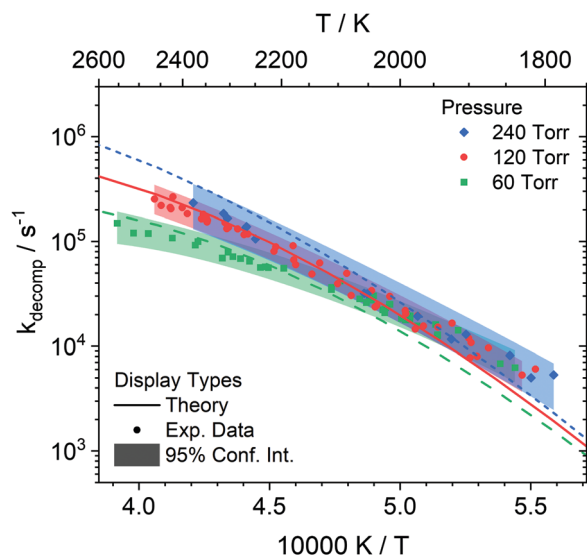 T / K
2600 2400 2200 2000 1800
Pressure
240 Torr
120 Torr
60 Torr
10⁶
10⁵
10⁴
10³
k_decomp / s⁻¹
Display Types
Theory
Exp. Data
95% Conf. Int.
4.0 4.5 5.0 5.5
10000 K / T